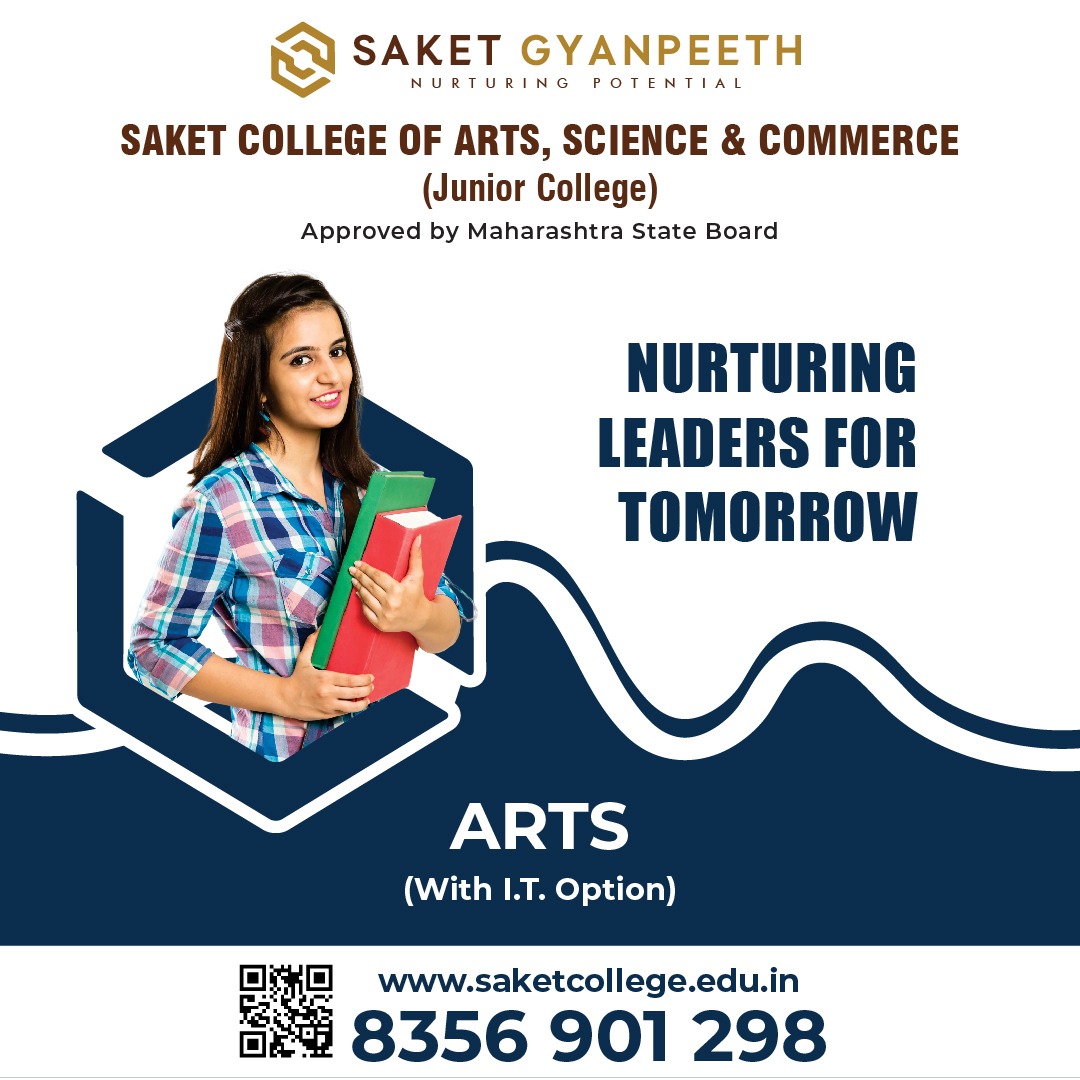 SAKET GYANPEETH
NURTURING POTENTIAL
SAKET COLLEGE OF ARTS, SCIENCE & COMMERCE
(Junior College)
Approved by Maharashtra State Board
NURTURING
LEADERS FOR
TOMORROW
ARTS
(With I.T. Option)
www.saketcollege.edu.in
8356 901 298